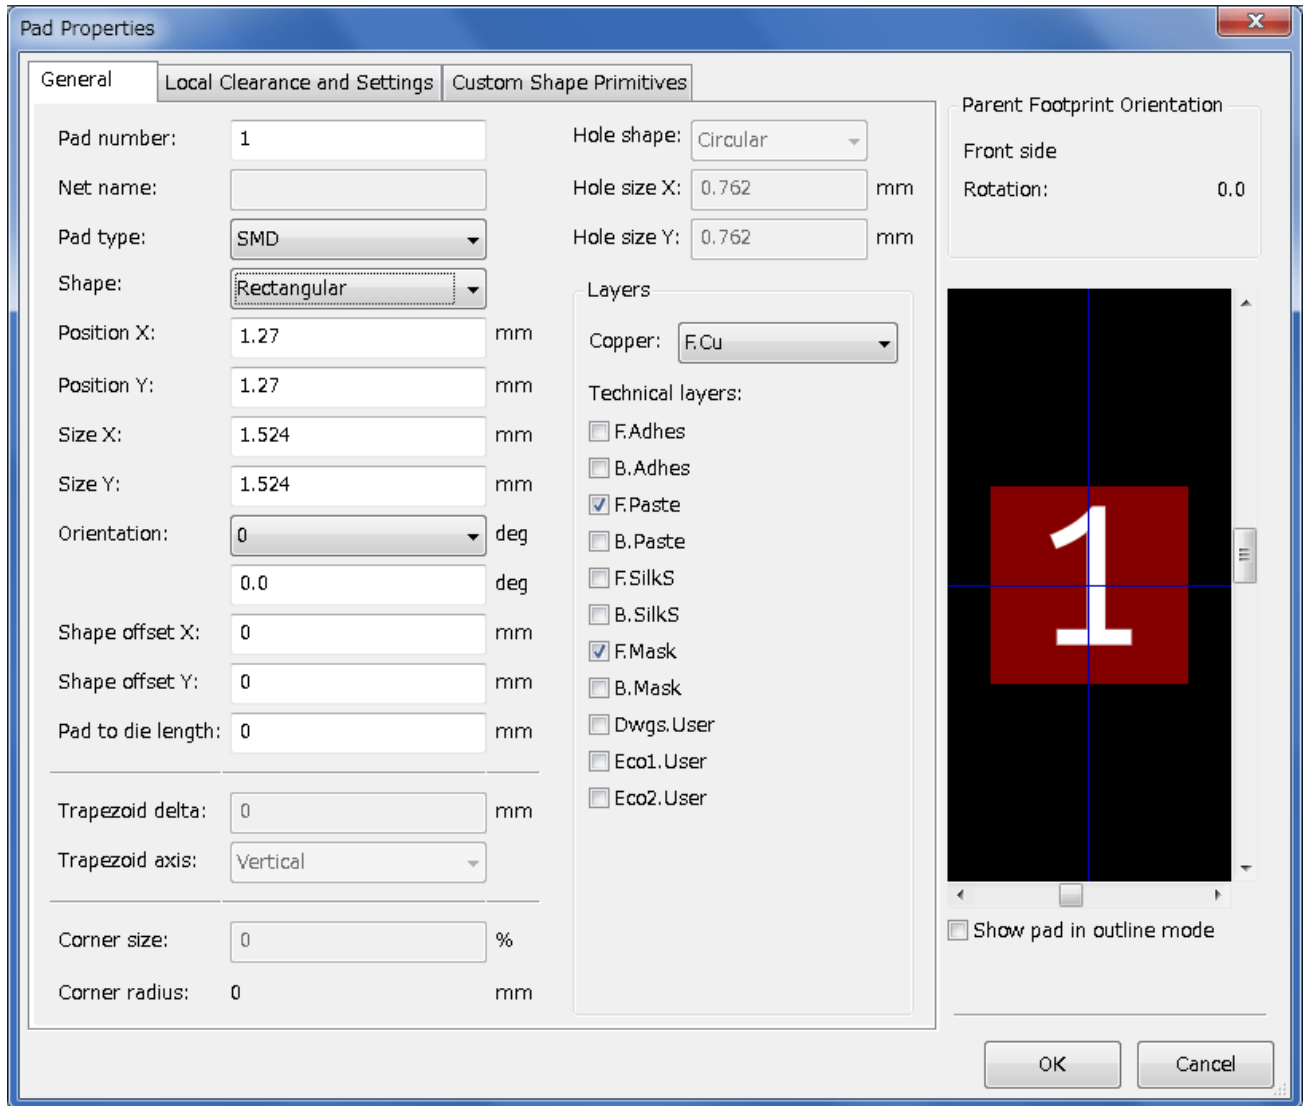 Pad Properties
General
Local Clearance and Settings
Custom Shape Primitives
Pad number: 1
Net name:
Pad type: SMD
Shape: Rectangular
Position X: 1.27 mm
Position Y: 1.27 mm
Size X: 1.524 mm
Size Y: 1.524 mm
Orientation: 0 deg
0.0 deg
Shape offset X: 0 mm
Shape offset Y: 0 mm
Pad to die length: 0 mm
Trapezoid delta: 0 mm
Trapezoid axis: Vertical
Corner size: 0 %
Corner radius: 0 mm
Hole shape: Circular
Hole size X: 0.762 mm
Hole size Y: 0.762 mm
Layers
Copper: F.Cu
Technical layers:
F.Adhes
B.Adhes
F.Paste
B.Paste
F.SilkS
B.SilkS
F.Mask
B.Mask
Dwgs.User
Eco1.User
Eco2.User
Parent Footprint Orientation
Front side
Rotation: 0.0
1
Show pad in outline mode
OK
Cancel